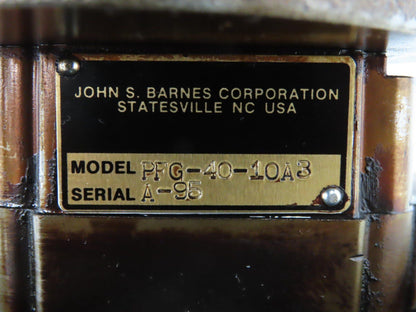 JOHN S. BARNES CORPORATION
STATESVILLE NC USA
MODEL PFG-40-10A3
SERIAL A-95